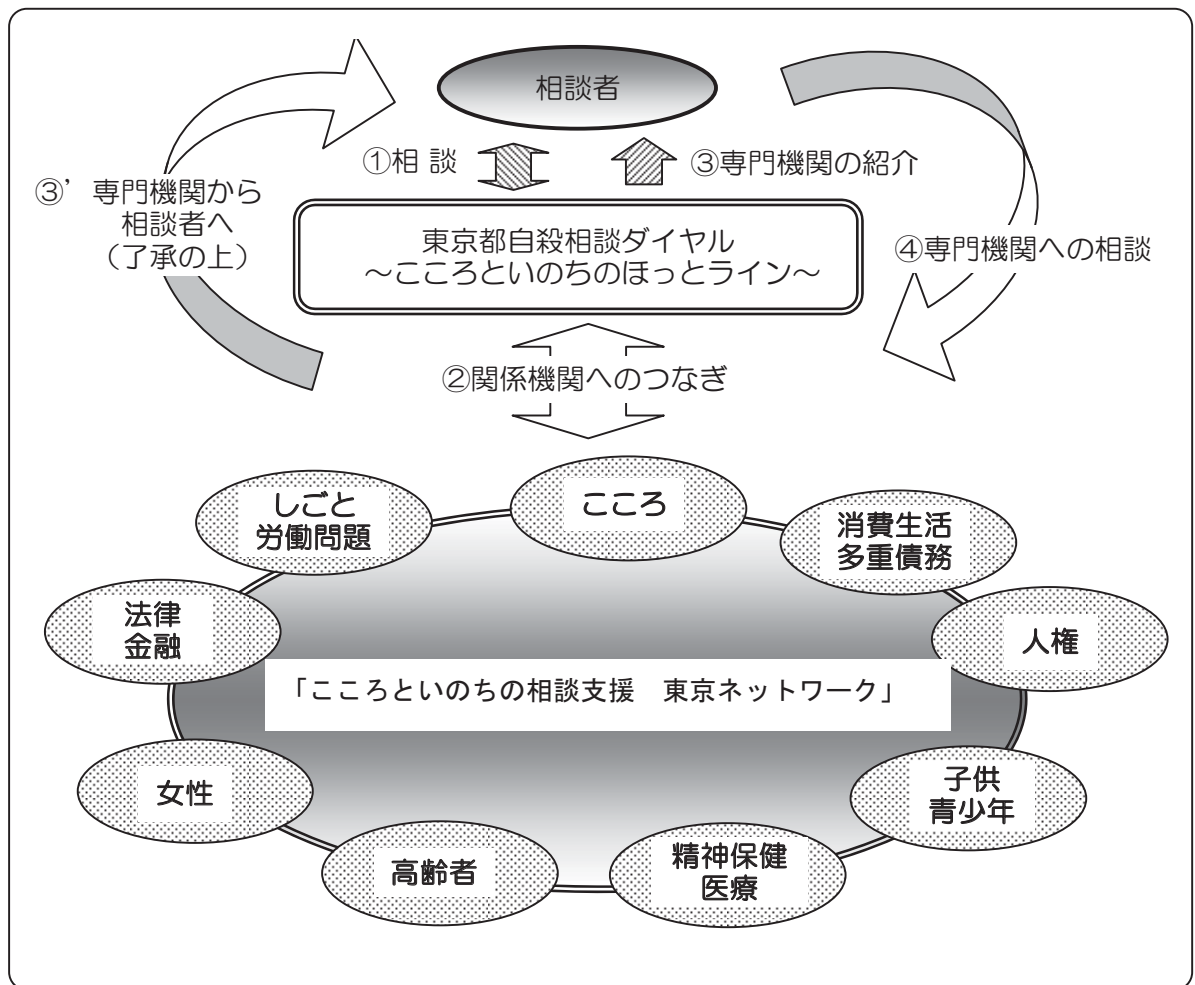 相談者
①相 談
③専門機関の紹介
③’専門機関から
相談者へ
（了承の上）
東京都自殺相談ダイヤル
～こころといのちのほっとライン～
④専門機関への相談
②関係機関へのつなぎ
しごと
労働問題
こころ
消費生活
多重債務
法律
金融
人権
「こころといのちの相談支援　東京ネットワーク」
女性
子供
青少年
高齢者
精神保健
医療